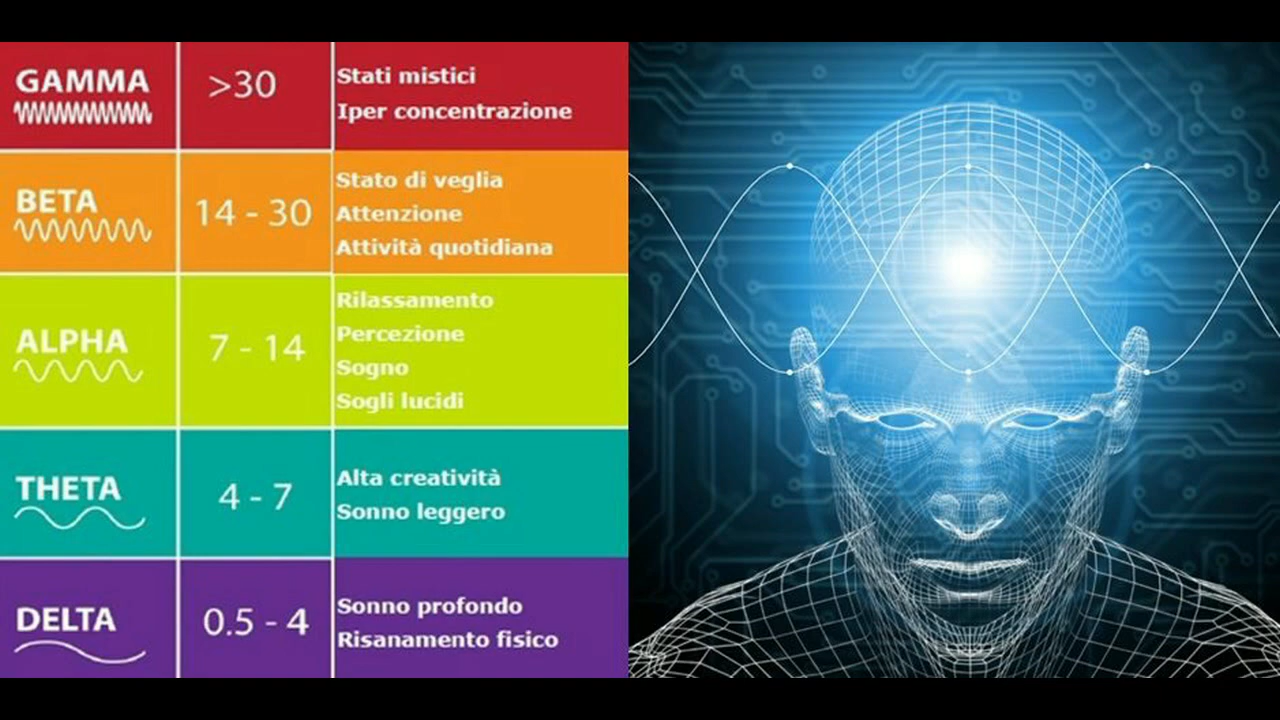 GAMMA
>30
Stati mistici
Iper concentrazione
BETA
14 - 30
Stato di veglia
Attenzione
Attività quotidiana
ALPHA
7 - 14
Rilassamento
Percezione
Sogno
Sogli lucidi
THETA
4 - 7
Alta creatività
Sonno leggero
DELTA
0.5 - 4
Sonno profondo
Risanamento fisico